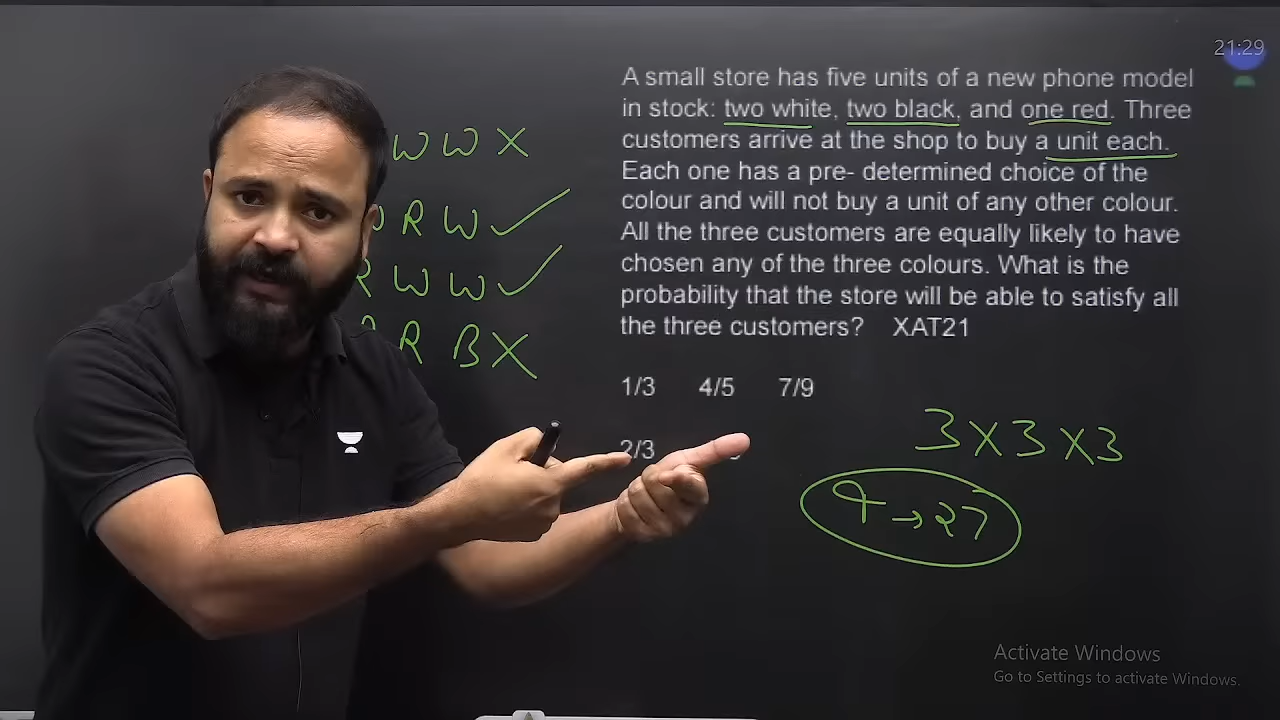 21:29
A small store has five units of a new phone model
in stock: two white, two black, and one red. Three
customers arrive at the shop to buy a unit each.
Each one has a pre- determined choice of the
colour and will not buy a unit of any other colour.
All the three customers are equally likely to have
chosen any of the three colours. What is the
probability that the store will be able to satisfy all
the three customers? XAT21
W W X
R W ✓
R W W ✓
R B X
1/3 4/5 7/9
2/3
3 X 3 X 3
→ 27
Activate Windows
Go to Settings to activate Windows.